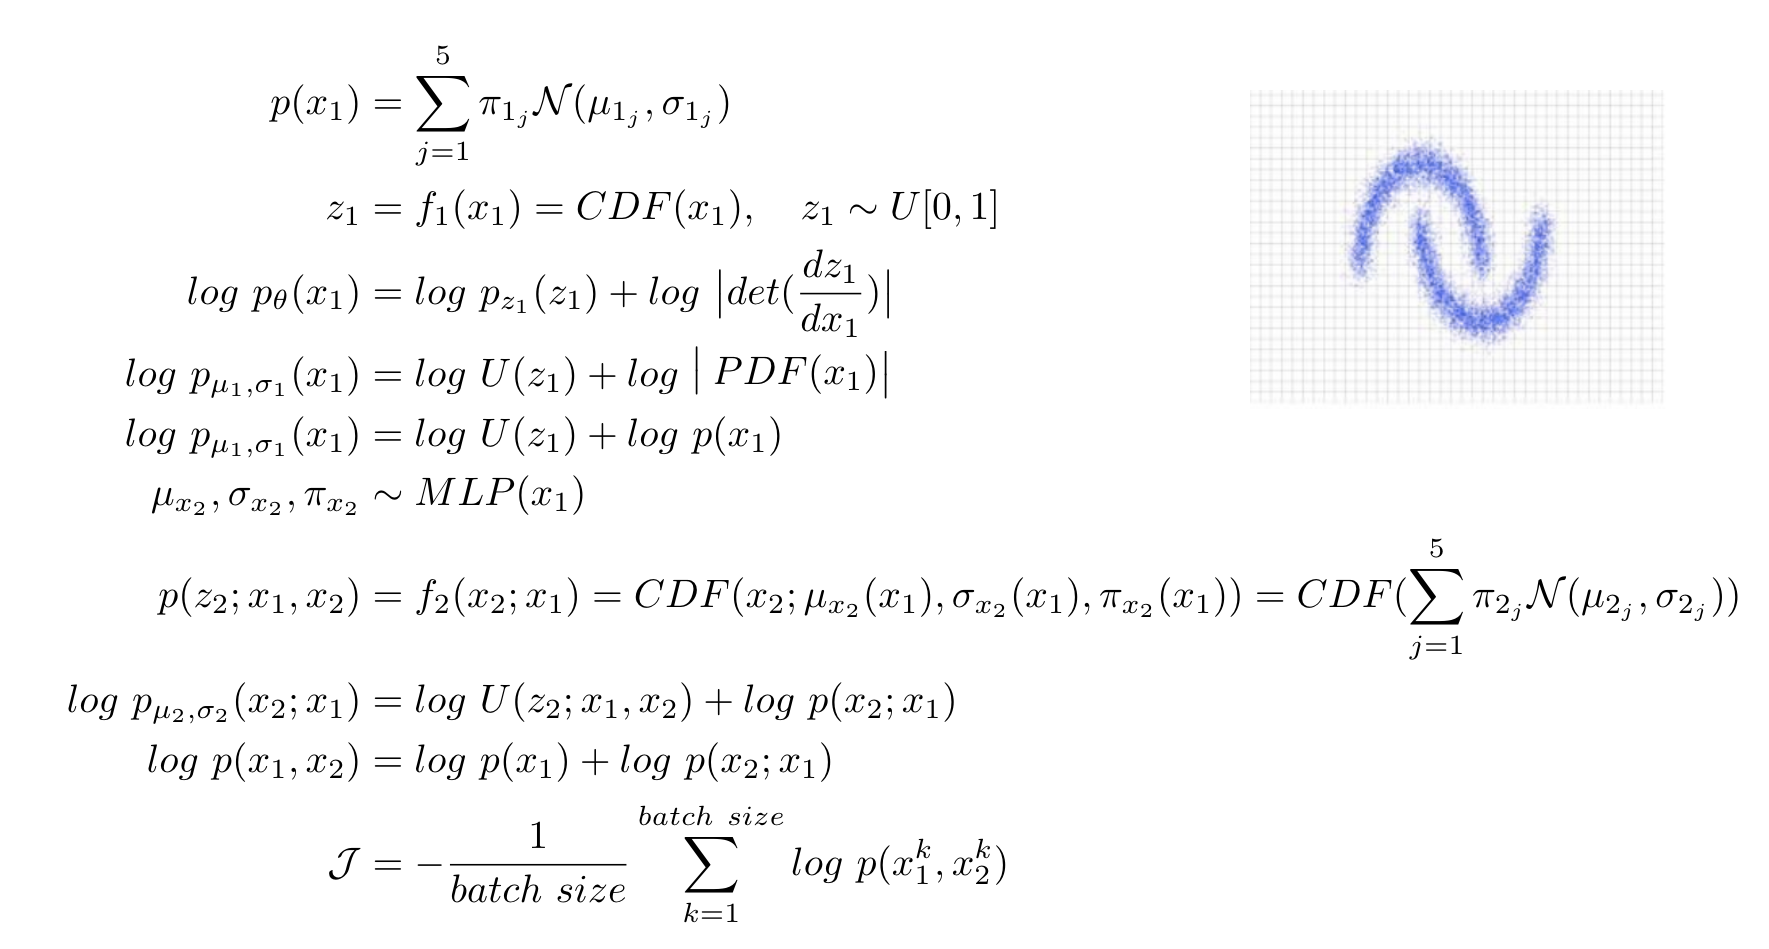 $p(x_1) = \sum_{j=1}^{5} \pi_{1_j} \mathcal{N}(\mu_{1_j}, \sigma_{1_j})$
$z_1 = f_1(x_1) = CDF(x_1), \quad z_1 \sim U[0, 1]$
$log\ p_\theta(x_1) = log\ p_{z_1}(z_1) + log\ \left| det(\frac{dz_1}{dx_1}) \right|$
$log\ p_{\mu_1,\sigma_1}(x_1) = log\ U(z_1) + log\ \left| PDF(x_1) \right|$
$log\ p_{\mu_1,\sigma_1}(x_1) = log\ U(z_1) + log\ p(x_1)$
$\mu_{x_2}, \sigma_{x_2}, \pi_{x_2} \sim MLP(x_1)$
$p(z_2; x_1, x_2) = f_2(x_2; x_1) = CDF(x_2; \mu_{x_2}(x_1), \sigma_{x_2}(x_1), \pi_{x_2}(x_1)) = CDF(\sum_{j=1}^{5} \pi_{2_j} \mathcal{N}(\mu_{2_j}, \sigma_{2_j}))$
$log\ p_{\mu_2,\sigma_2}(x_2; x_1) = log\ U(z_2; x_1, x_2) + log\ p(x_2; x_1)$
$log\ p(x_1, x_2) = log\ p(x_1) + log\ p(x_2; x_1)$
$\mathcal{J} = -\frac{1}{batch\ size} \sum_{k=1}^{batch\ size} log\ p(x_1^k, x_2^k)$